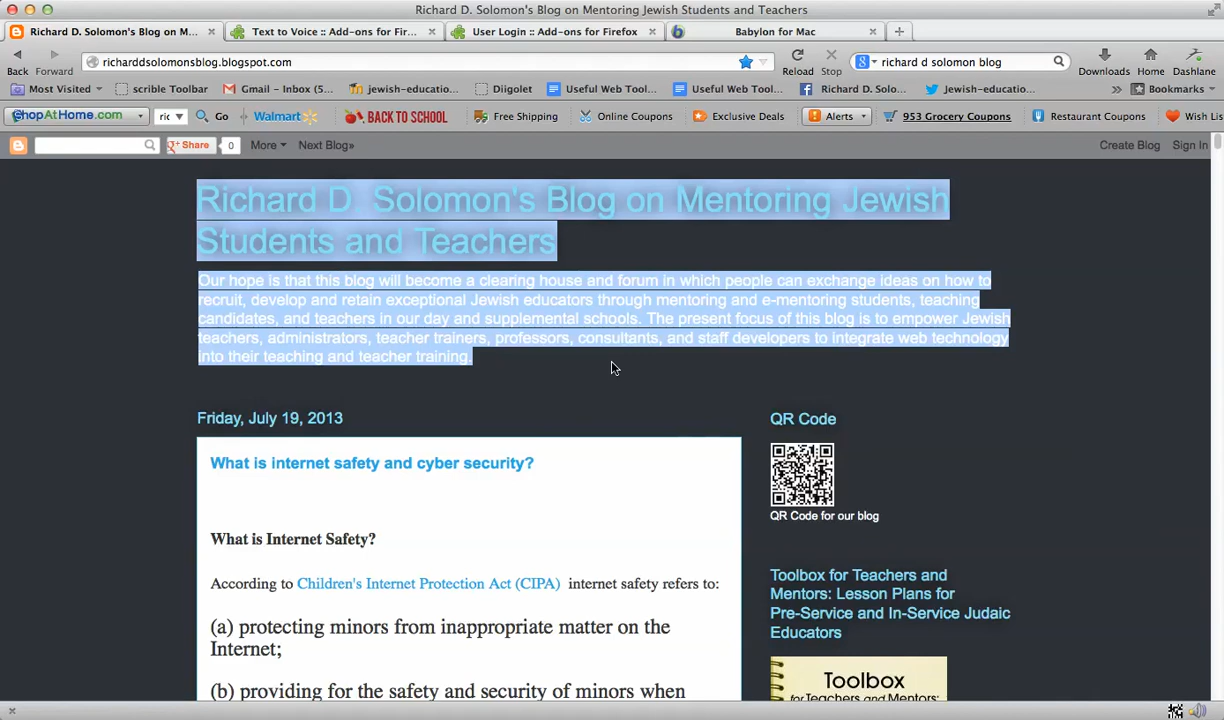 Richard D. Solomon's Blog on Mentoring Jewish Students and Teachers
Richard D. Solomon's Blog on M...
Text to Voice :: Add-ons for Fir...
User Login :: Add-ons for Firefox
Babylon for Mac
Back
Forward
richarddsolomonsblog.blogspot.com
Reload
Stop
richard d solomon blog
Downloads
Home
Dashlane
Most Visited
scrible Toolbar
Gmail - Inbox (5...
jewish-educatio...
Diigolet
Useful Web Tool...
Useful Web Tool...
Richard D. Solo...
Jewish-educatio...
Bookmarks
ShopAtHome.com
ric
Go
Walmart
BACK TO SCHOOL
Free Shipping
Online Coupons
Exclusive Deals
Alerts
953 Grocery Coupons
Restaurant Coupons
Wish Lis
Share
0
More
Next Blog»
Create Blog
Sign In
Richard D. Solomon's Blog on Mentoring Jewish
Students and Teachers
Our hope is that this blog will become a clearing house and forum in which people can exchange ideas on how to
recruit, develop and retain exceptional Jewish educators through mentoring and e-mentoring students, teaching
candidates, and teachers in our day and supplemental schools. The present focus of this blog is to empower Jewish
teachers, administrators, teacher trainers, professors, consultants, and staff developers to integrate web technology
into their teaching and teacher training.
Friday, July 19, 2013
What is internet safety and cyber security?
What is Internet Safety?
According to Children's Internet Protection Act (CIPA) internet safety refers to:
(a) protecting minors from inappropriate matter on the
Internet;
(b) providing for the safety and security of minors when
QR Code
QR Code for our blog
Toolbox for Teachers and
Mentors: Lesson Plans for
Pre-Service and In-Service Judaic
Educators
Toolbox
for Teachers and Mentors: